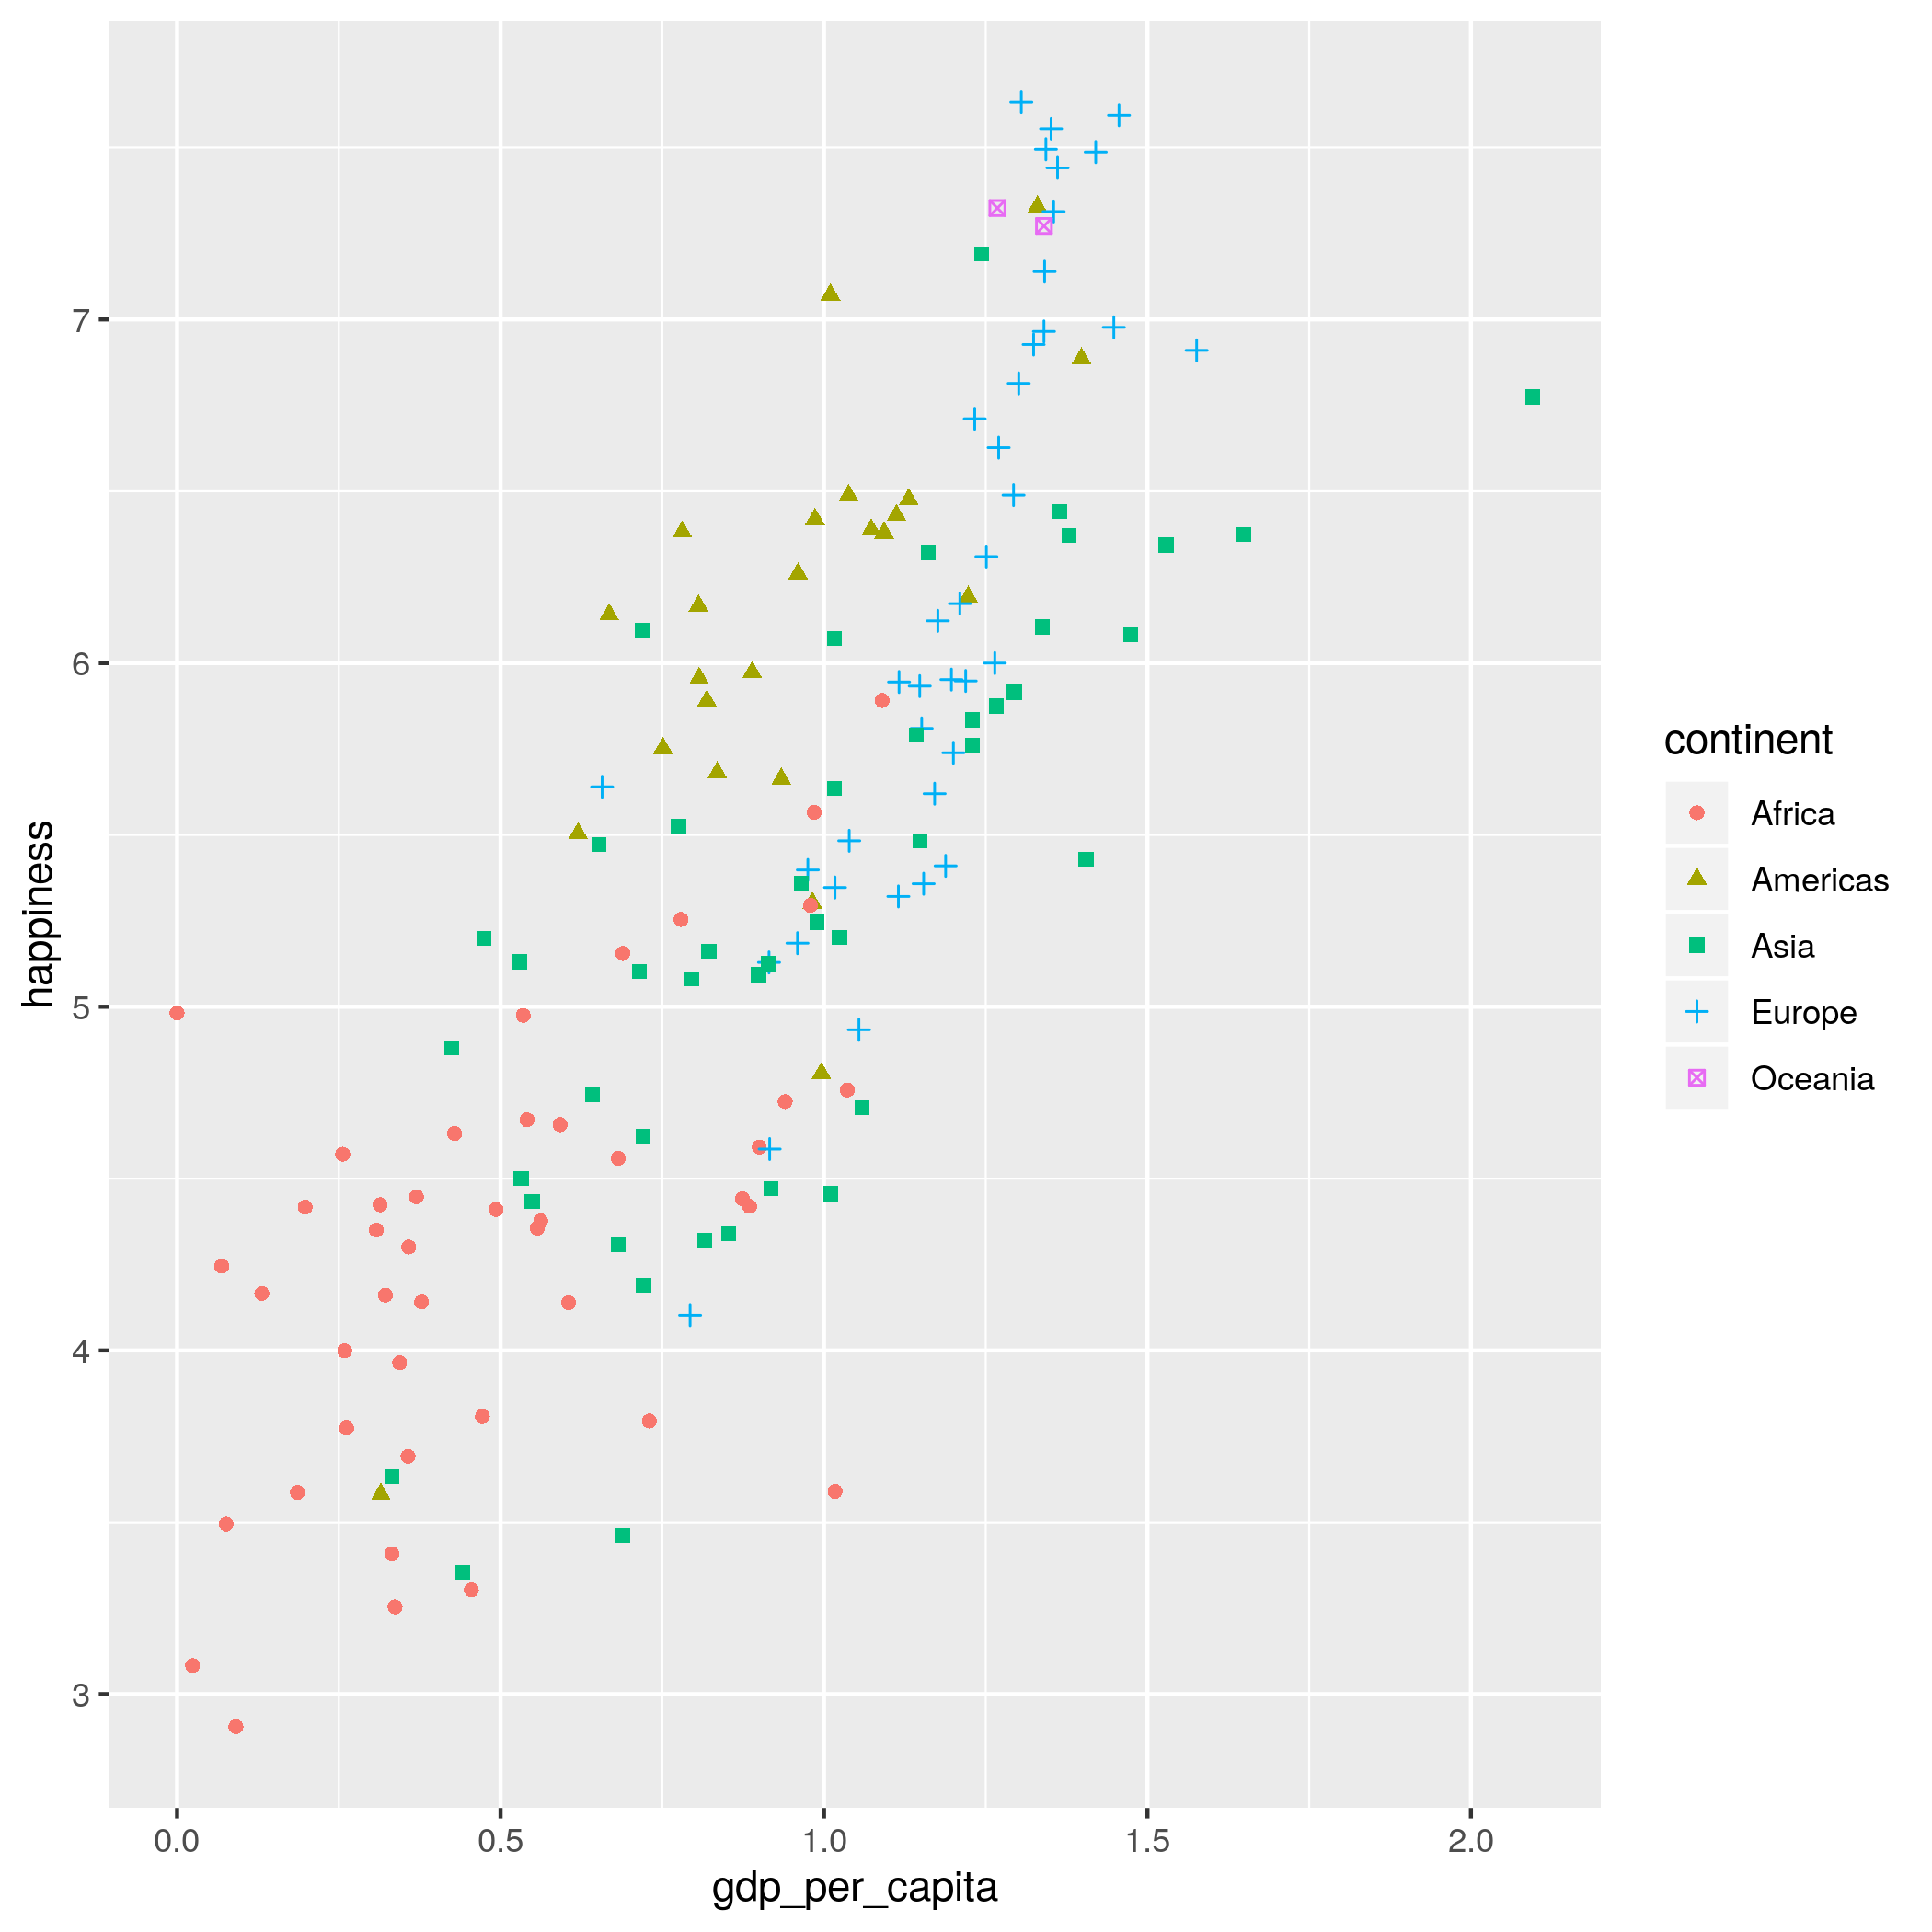 happiness
7
6
5
4
3
0.0 0.5 1.0 1.5 2.0
gdp_per_capita
continent
Africa
Americas
Asia
Europe
Oceania